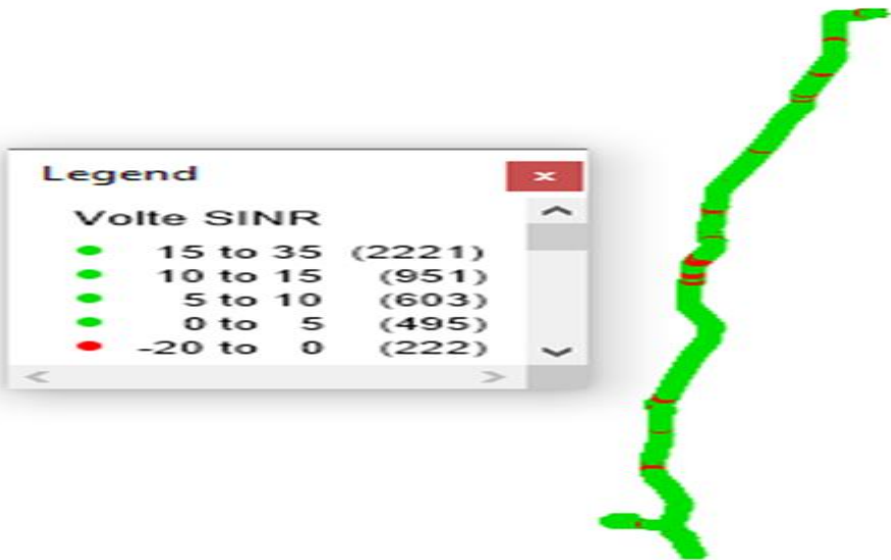 Legend
Volte SINR
15 to 35 (2221)
10 to 15 (951)
5 to 10 (603)
0 to 5 (495)
-20 to 0 (222)